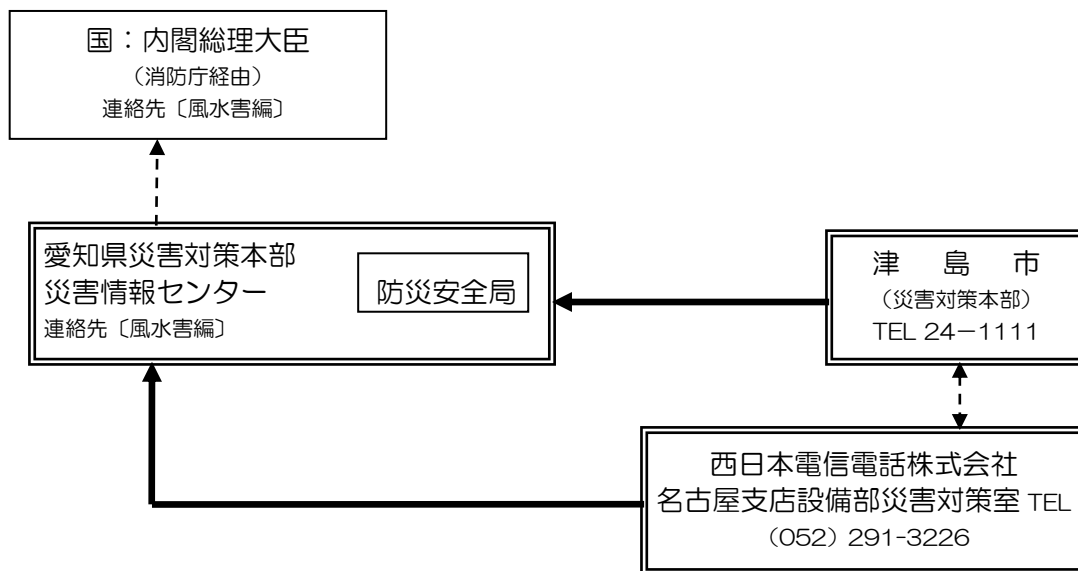 国：内閣総理大臣
（消防庁経由）
連絡先〔風水害編〕
愛知県災害対策本部
災害情報センター
連絡先〔風水害編〕
防災安全局
津　島　市
（災害対策本部）
TEL 24－1111
西日本電信電話株式会社
名古屋支店設備部災害対策室 TEL
（052）291-3226